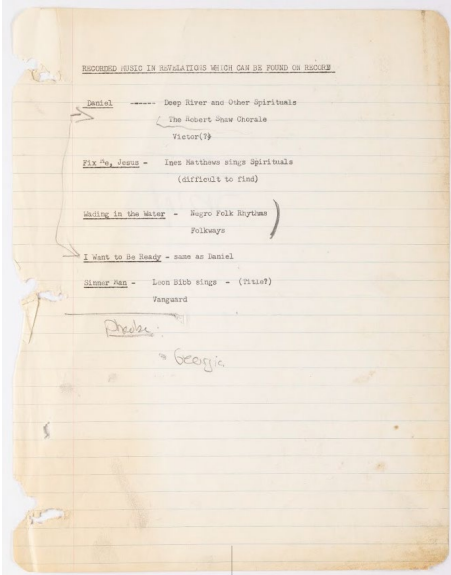 RECORDED MUSIC IN REVELATIONS WHICH CAN BE FOUND ON RECORD
Daniel ------ Deep River and Other Spirituals
The Robert Shaw Chorale
Victor(?)
Fix Me, Jesus - Inez Matthews sings Spirituals
(difficult to find)
Wading in the Water - Negro Folk Rhythms
Folkways
I Want to Be Ready - same as Daniel
Sinner Man - Leon Bibb sings - (Title?)
Vanguard
Georgia